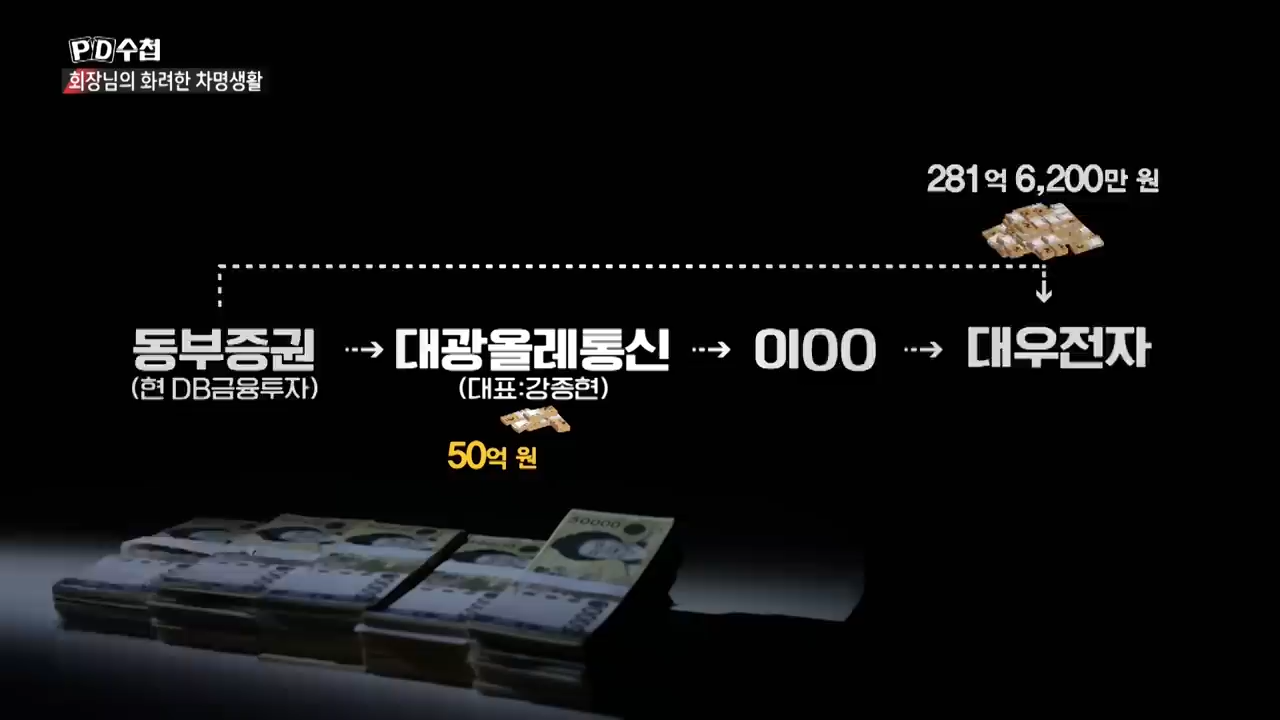 PD수첩
회장님의 화려한 차명생활
281억 6,200만 원
동부증권 → 대광올레통신 → 이OO → 대우전자
(현 DB금융투자) (대표:강종현)
50억 원
50000